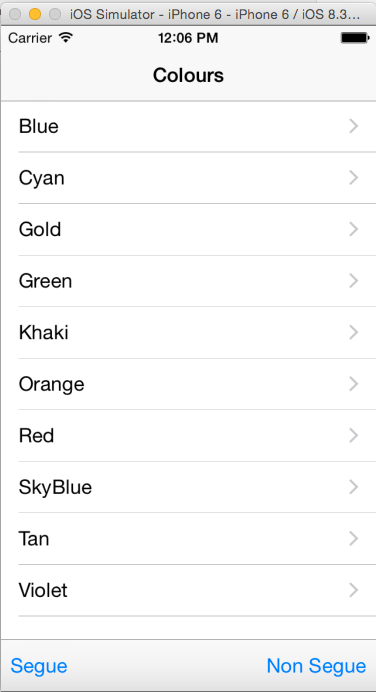 iOS Simulator - iPhone 6 - iPhone 6 / iOS 8.3...
Carrier 12:06 PM
Colours
Blue
Cyan
Gold
Green
Khaki
Orange
Red
SkyBlue
Tan
Violet
Segue Non Segue